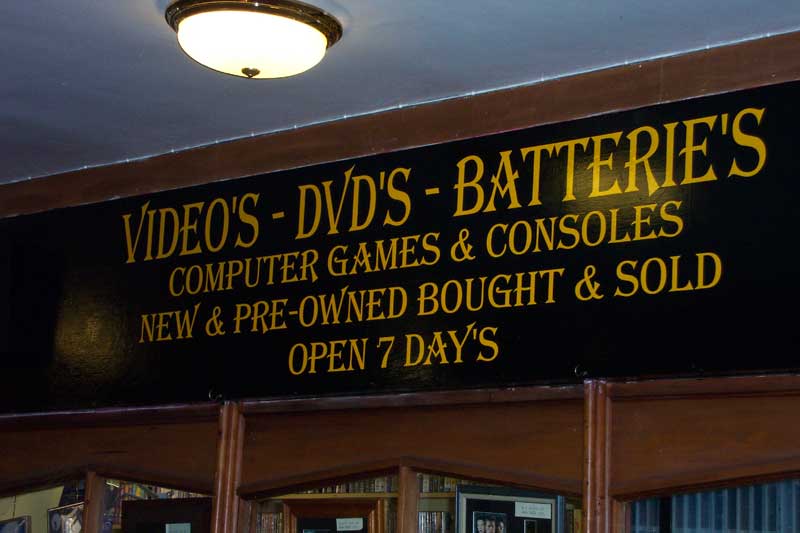 VIDEO'S - DVD'S - BATTERIE'S
COMPUTER GAMES & CONSOLES
NEW & PRE-OWNED BOUGHT & SOLD
OPEN 7 DAY'S